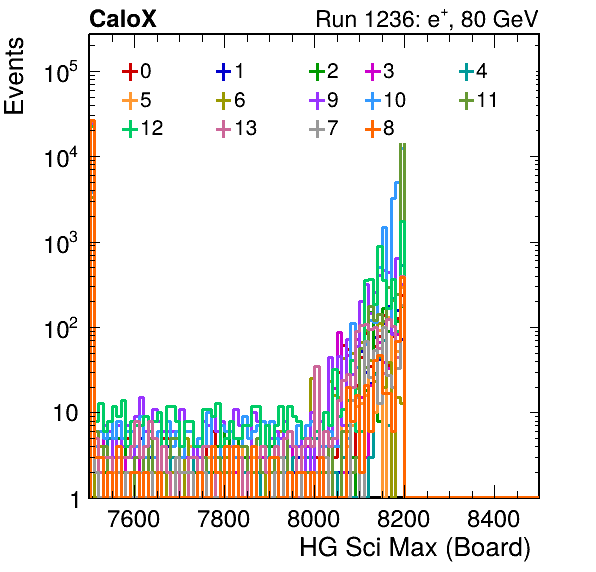 CaloX Run 1236: e⁺, 80 GeV
Events
0 1 2 3 4
5 6 9 10 11
12 13 7 8
10⁵
10⁴
10³
10²
10
1
7600 7800 8000 8200 8400
HG Sci Max (Board)